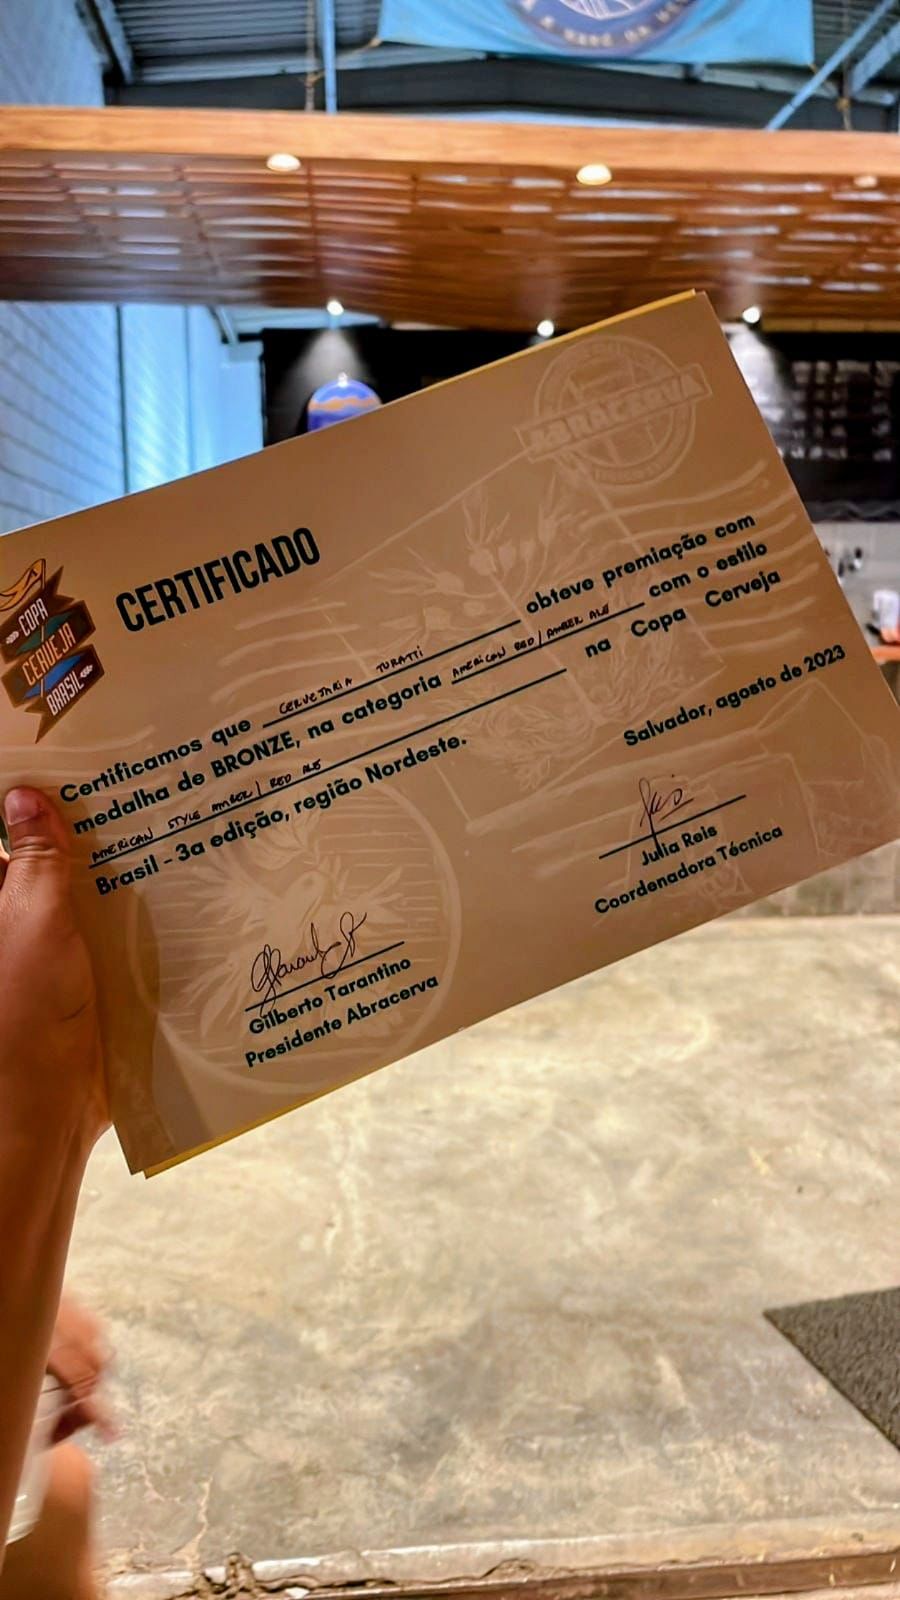 ABRACERVA
COPA
CERVEJA
BRASIL
CERTIFICADO
Certificamos que CERVEJARIA TURATTI obteve premiação com
medalha de BRONZE, na categoria AMERICAN RED / AMBER ALE com o estilo
AMERICAN STYLE AMBER / RED ALE na Copa Cerveja
Brasil - 3a edição, região Nordeste.
Salvador, agosto de 2023
Julia Reis
Coordenadora Técnica
Gilberto Tarantino
Presidente Abracerva